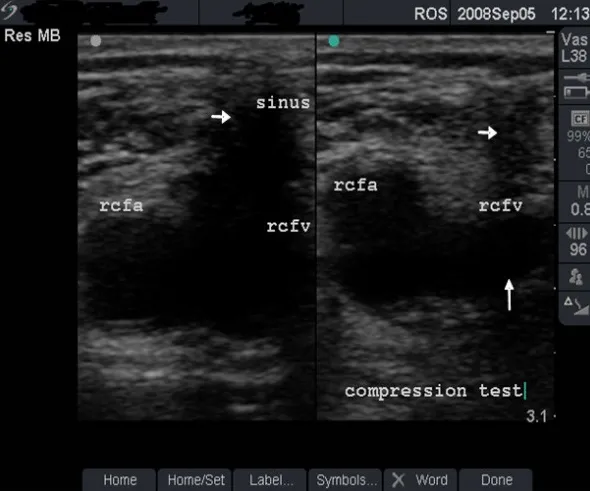 ROS 2008Sep05 12:13
Res MB
Vas
L38
sinus
CF
99%
65
0
rcfa
rcfa
M
rcfv
0.8
rcfv
96
compression test
3.1
Home Home/Set Label... Symbols... Word Done